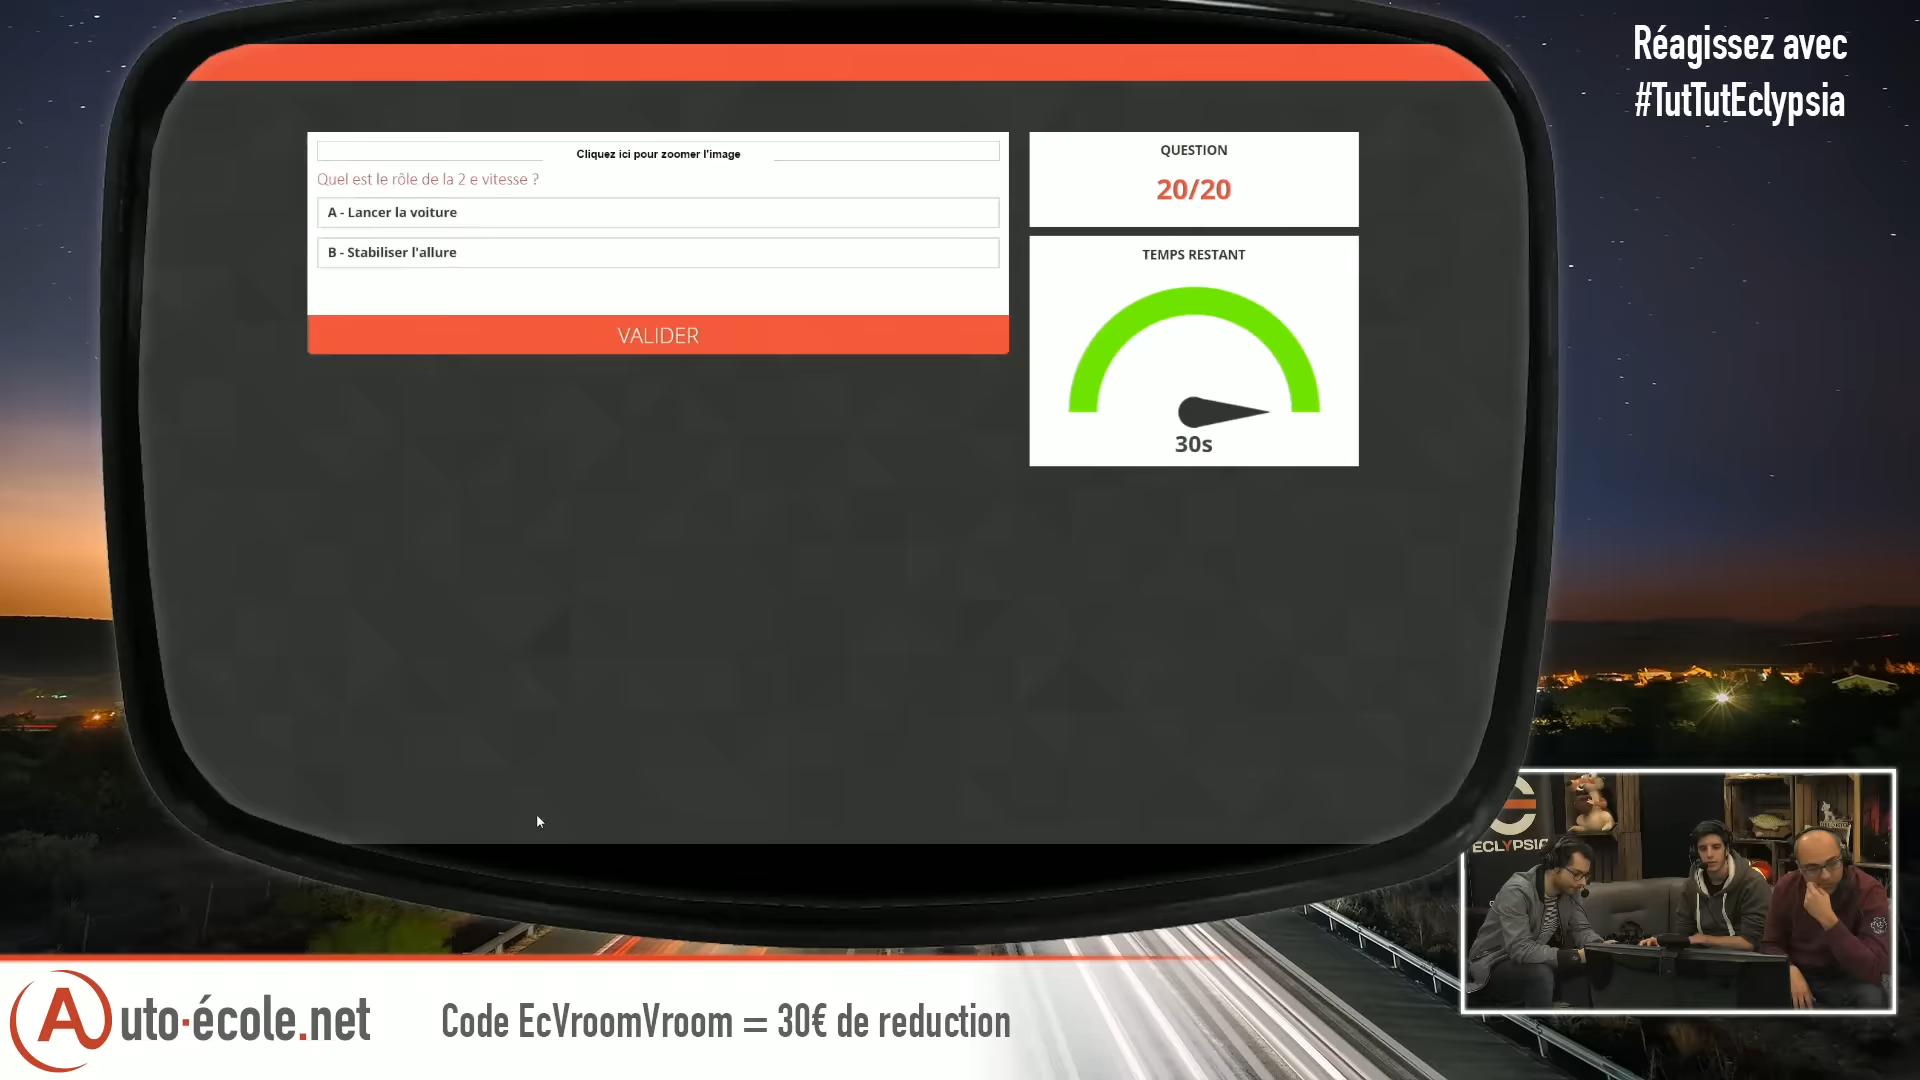 Réagissez avec
#TutTutEclypsia
Cliquez ici pour zoomer l'image
Quel est le rôle de la 2 e vitesse ?
A - Lancer la voiture
B - Stabiliser l'allure
VALIDER
QUESTION
20/20
TEMPS RESTANT
30s
ECLYPSIA
Auto·école.net
Code EcVroomVroom = 30€ de reduction